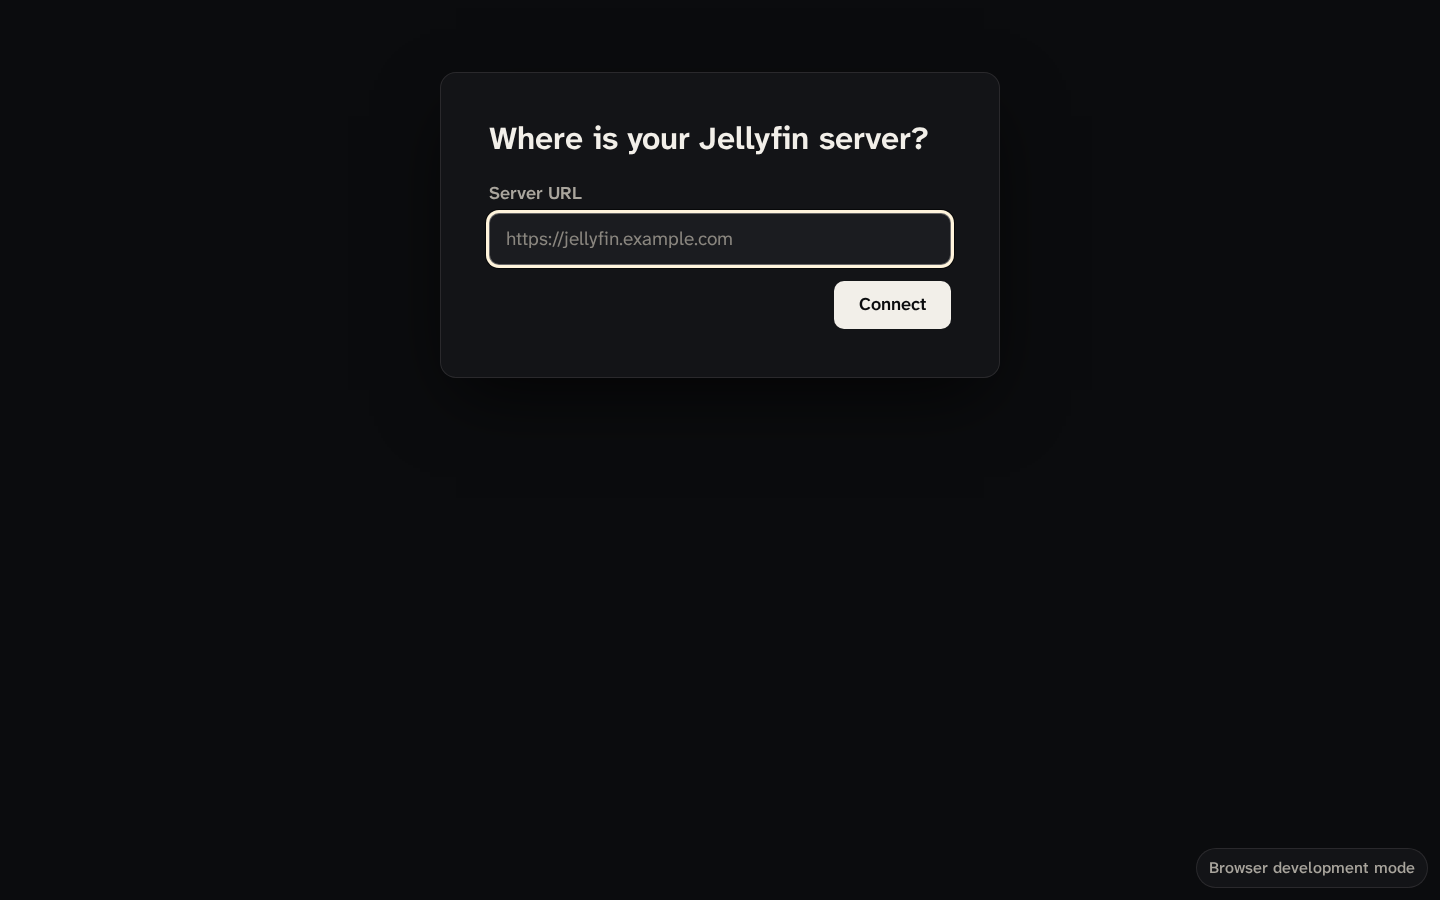 Where is your Jellyfin server?
Server URL
https://jellyfin.example.com
Connect
Browser development mode